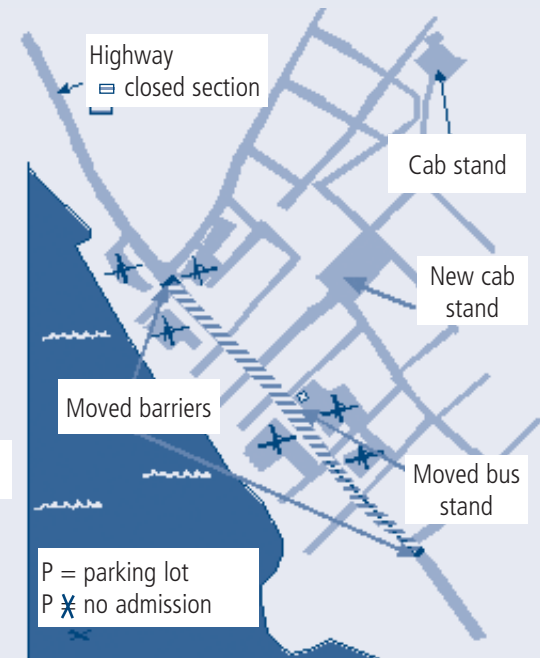 Highway
closed section
Cab stand
New cab
stand
Moved barriers
Moved bus
stand
P = parking lot
P = no admission